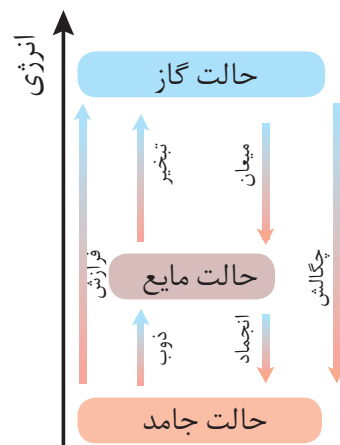 انرژی
حالت گاز
تبخیر
میعان
فرازش
چگالش
حالت مایع
ذوب
انجماد
حالت جامد